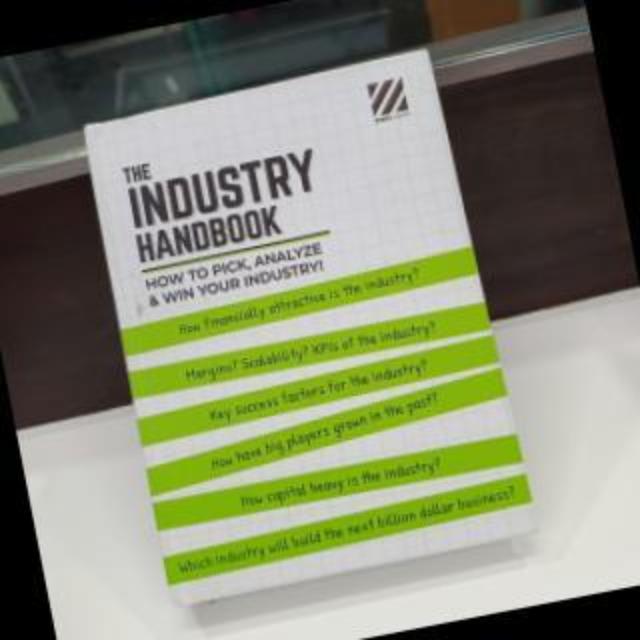 THE
INDUSTRY
HANDBOOK
HOW TO PICK, ANALYZE
& WIN YOUR INDUSTRY!
How financially attractive is the industry?
Margins? Scalability? KPIs of the industry?
Key success factors for the industry?
How have big players grown in the past?
How capital heavy is the industry?
Which industry will build the next billion dollar business?